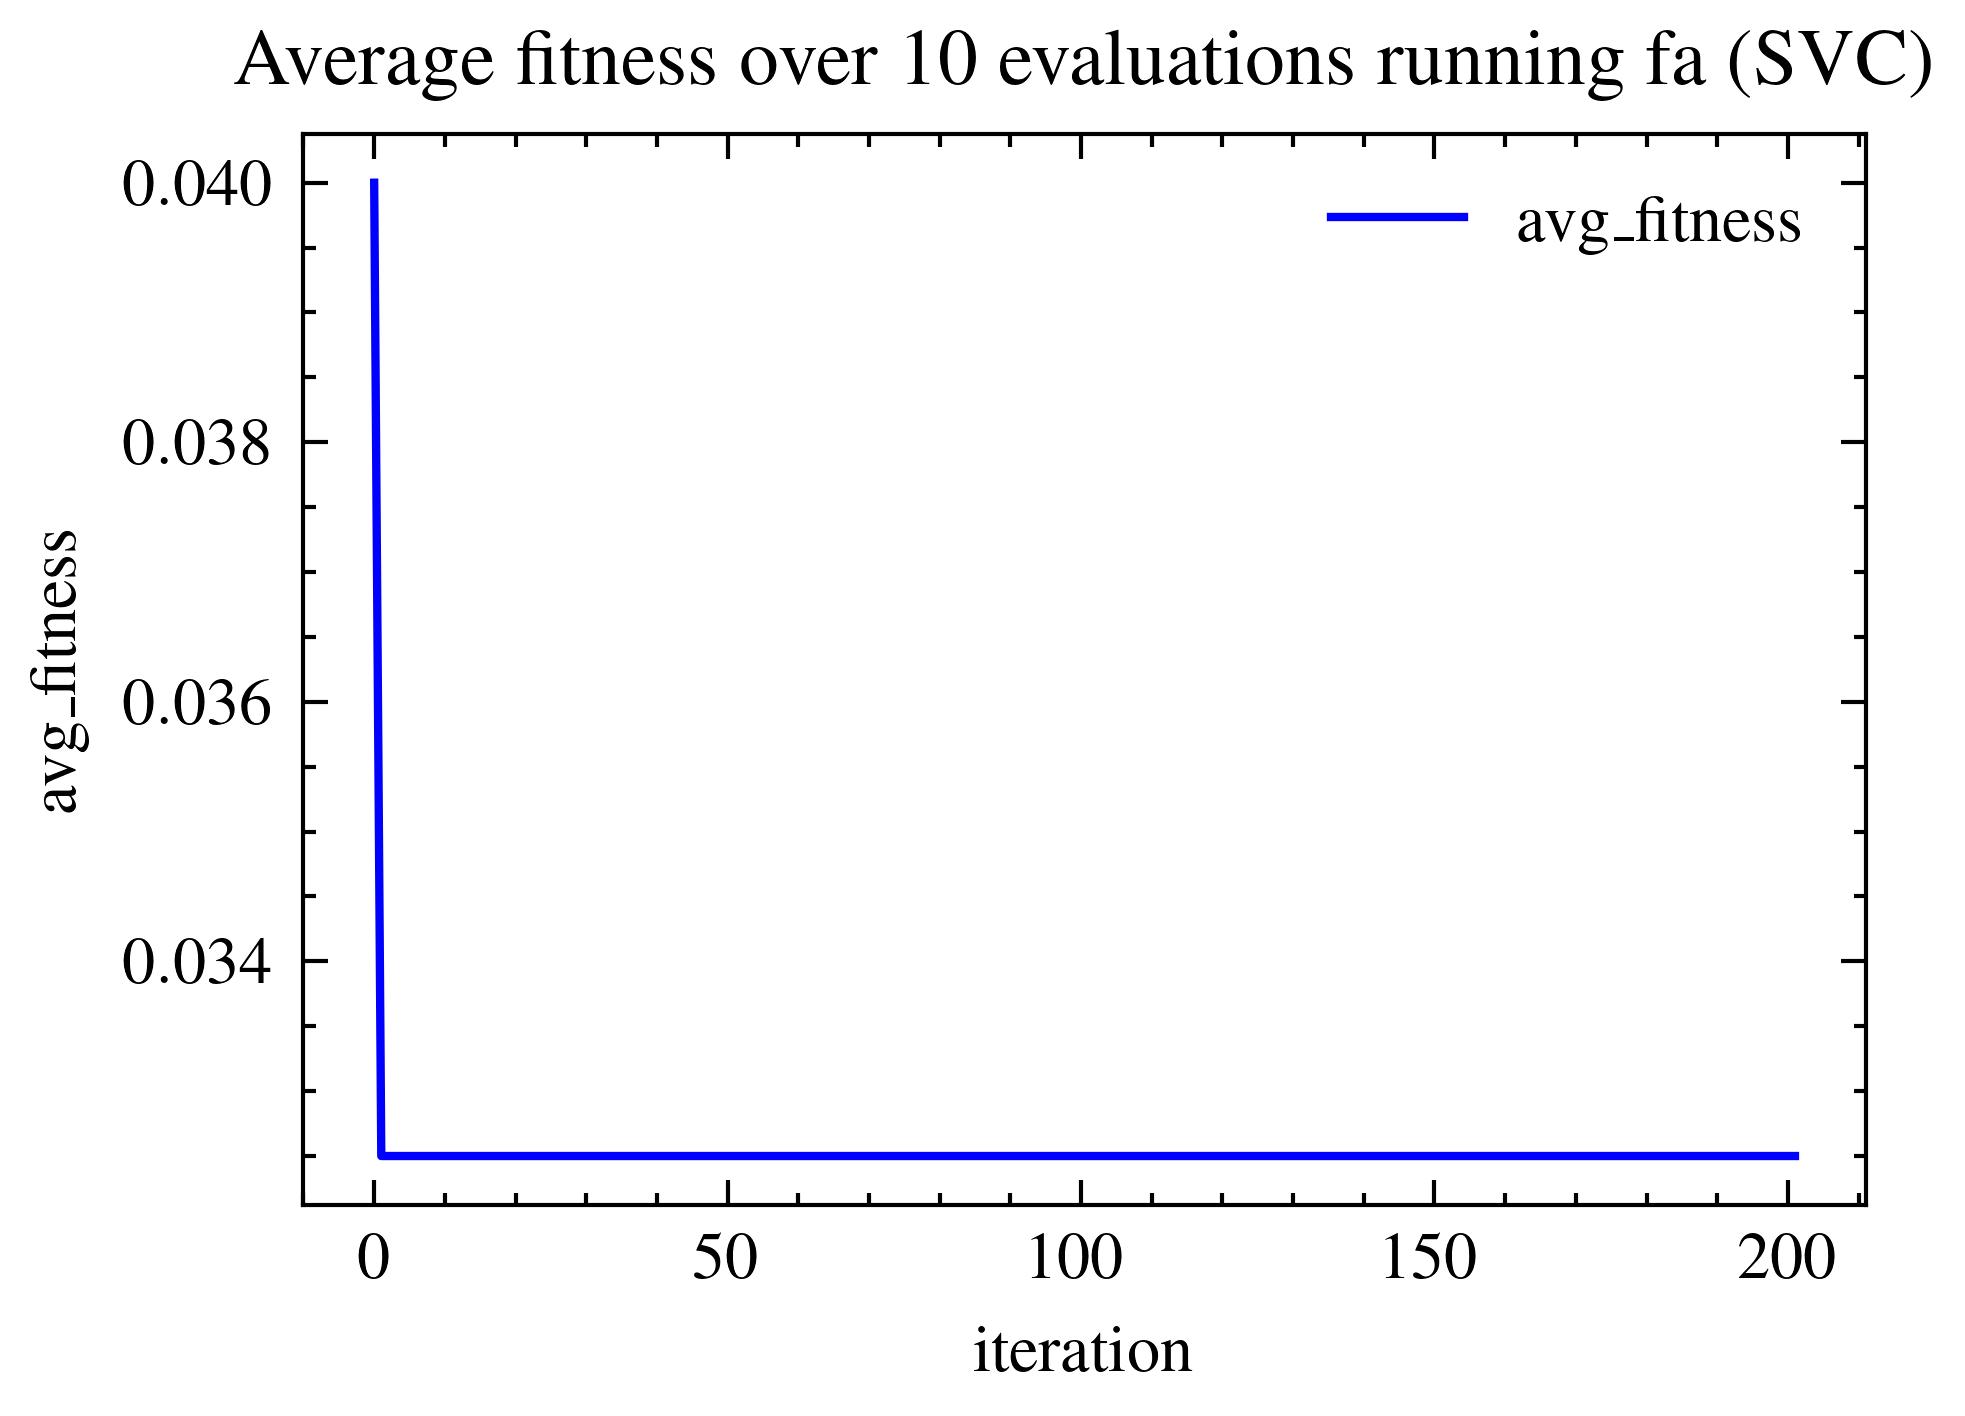 Average fitness over 10 evaluations running fa (SVC)
0.040
avg_fitness
0.038
avg_fitness
0.036
0.034
0 50 100 150 200
iteration